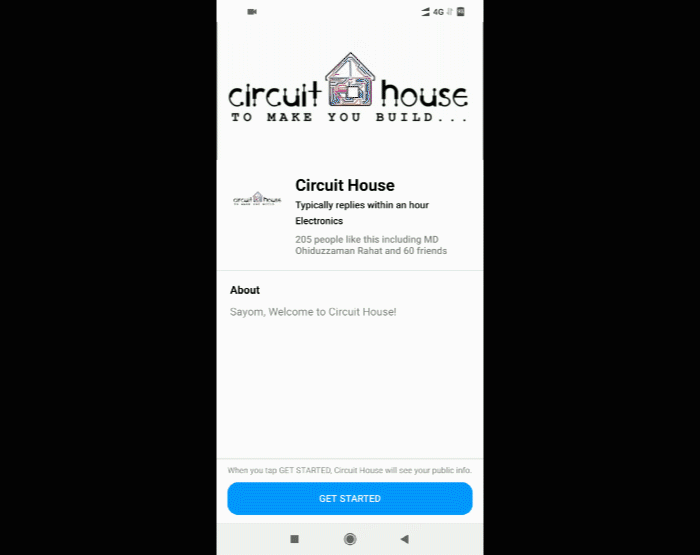 4G
circuit house
TO MAKE YOU BUILD...
circuit house
Circuit House
Typically replies within an hour
Electronics
205 people like this including MD
Ohiduzzaman Rahat and 60 friends
About
Sayom, Welcome to Circuit House!
When you tap GET STARTED, Circuit House will see your public info.
GET STARTED